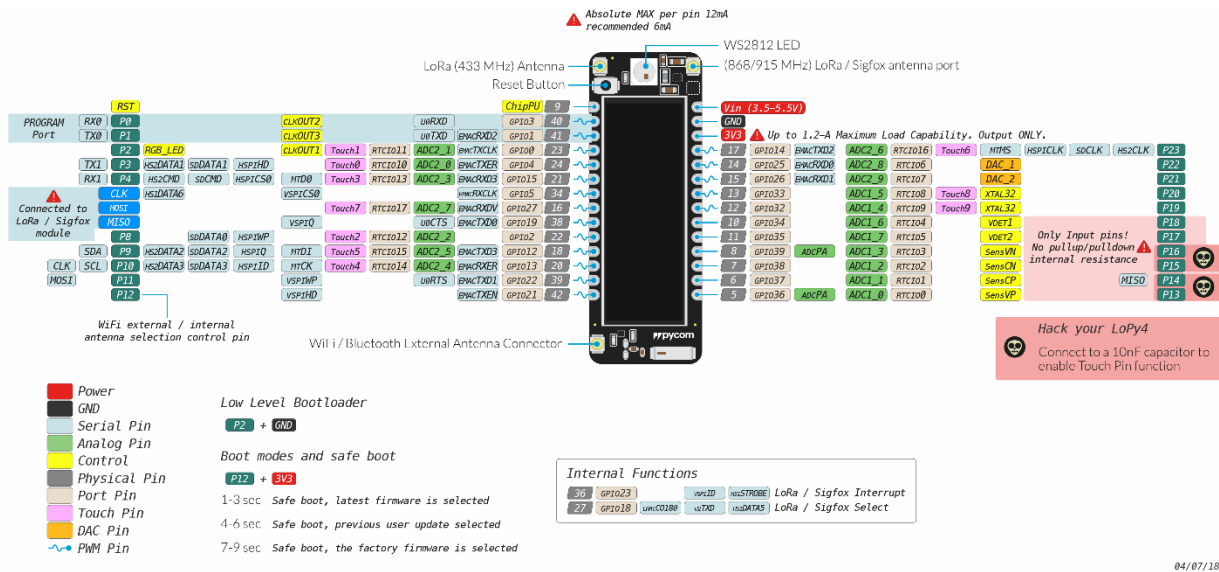 Absolute MAX per pin 12mA
recommended 6mA
WS2812 LED
LoRa (433 MHz) Antenna
(868/915 MHz) LoRa / Sigfox antenna port
Reset Button
RST ChipPU 9
Vin (3.5-5.5V)
PROGRAM
Port
RX0 P0 CLKOUT2 U0RXD GPIO3 40
GND
TX0 P1 CLKOUT3 U0TXD EMACRXD2 GPIO1 41
3V3 Up to 1.2-A Maximum Load Capability. Output ONLY.
P2 RGB_LED CLKOUT1 Touch1 RTCIO11 ADC2_1 EMACTXCLK GPIO0 23
17 GPIO14 EMACTXD2 ADC2_6 RTCIO16 Touch6 MTMS HSPICLK SDCLK HS2CLK P23
TX1 P3 HS2DATA1 SDDATA1 HSPIHD Touch0 RTCIO10 ADC2_0 EMACTXER GPIO4 24
14 GPIO25 EMACRXD0 ADC2_8 RTCIO6 DAC_1 P22
RX1 P4 HS2CMD SDCMD HSPICS0 MTDO Touch3 RTCIO13 ADC2_3 EMACRXD3 GPIO15 21
15 GPIO26 EMACRXD1 ADC2_9 RTCIO7 DAC_2 P21
Connected to
LoRa / Sigfox
module
CLK HS1DATA6 VSPICS0 EMACRXCLK GPIO5 34
13 GPIO33 ADC1_5 RTCIO8 Touch8 XTAL32 P20
MOSI Touch7 RTCIO17 ADC2_7 EMACRXDV GPIO27 16
12 GPIO32 ADC1_4 RTCIO9 Touch9 XTAL32 P19
MISO VSPIQ U0CTS EMACTXD0 GPIO19 38
10 GPIO34 ADC1_6 RTCIO4 VDET1 P18
P8 SDDATA0 HSPIWP Touch2 RTCIO12 ADC2_2 GPIO2 22
11 GPIO35 ADC1_7 RTCIO5 VDET2 P17
SDA P9 HS2DATA2 SDDATA2 HSPIQ MTDI Touch5 RTCIO15 ADC2_5 EMACTXD3 GPIO12 18
8 GPIO39 ADCPA ADC1_3 RTCIO3 SensVN P16
CLK SCL P10 HS2DATA3 SDDATA3 HSPIID MTCK Touch4 RTCIO14 ADC2_4 EMACRXER GPIO13 20
7 GPIO38 ADC1_2 RTCIO2 SensCN P15
MOSI P11 VSPIWP U0RTS EMACTXD1 GPIO22 39
6 GPIO37 ADC1_1 RTCIO1 SensCP MISO P14
P12 VSPIHD EMACTXEN GPIO21 42
5 GPIO36 ADCPA ADC1_0 RTCIO0 SensVP P13
Only Input pins!
No pullup/pulldown
internal resistance
WiFi external / internal
antenna selection control pin
pycom
WiFi / Bluetooth External Antenna Connector
Hack your LoPy4
Connect to a 10nF capacitor to
enable Touch Pin function
Power
GND
Serial Pin
Analog Pin
Control
Physical Pin
Port Pin
Touch Pin
DAC Pin
PWM Pin
Low Level Bootloader
P2 + GND
Boot modes and safe boot
P12 + 3V3
1-3 sec Safe boot, latest firmware is selected
4-6 sec Safe boot, previous user update selected
7-9 sec Safe boot, the factory firmware is selected
Internal Functions
36 GPIO23 VSPIID HS1STROBE LoRa / Sigfox Interrupt
27 GPIO18 U2TXD HS1DATA5 LoRa / Sigfox Select
04/07/18